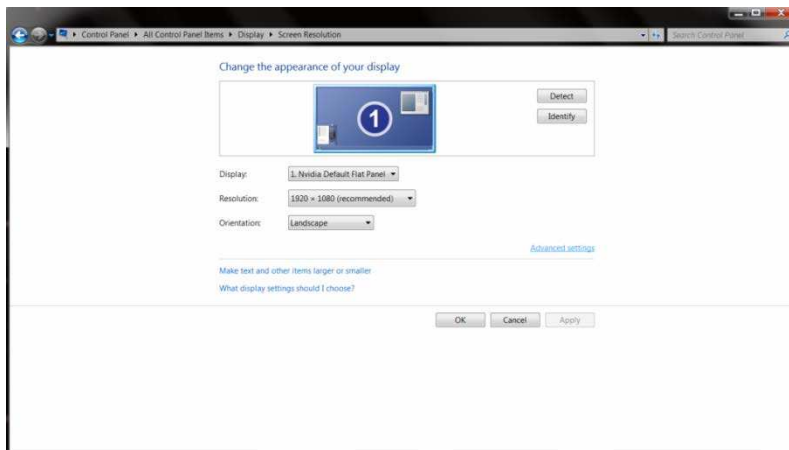 Control Panel ▸ All Control Panel Items ▸ Display ▸ Screen Resolution
Search Control Panel
Change the appearance of your display
1
Detect
Identify
Display: 1. Nvidia Default Flat Panel
Resolution: 1920 × 1080 (recommended)
Orientation: Landscape
Advanced settings
Make text and other items larger or smaller
What display settings should I choose?
OK Cancel Apply